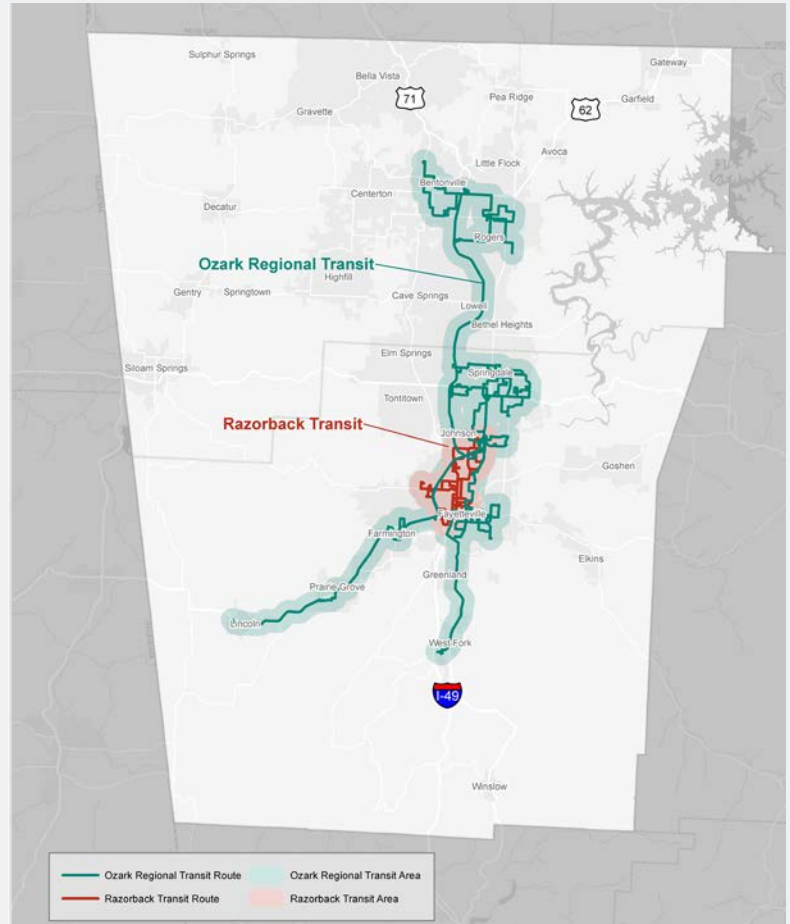 Sulphur Springs
Gateway
Bella Vista
71
Pea Ridge
Garfield
62
Gravette
Avoca
Little Flock
Bentonville
Centerton
Decatur
Rogers
Ozark Regional Transit
Highfill
Gentry
Springtown
Cave Springs
Lowell
Bethel Heights
Elm Springs
Siloam Springs
Springdale
Tontitown
Razorback Transit
Johnson
Goshen
Fayetteville
Farmington
Elkins
Greenland
Prairie Grove
Lincoln
West Fork
I-49
Winslow
Ozark Regional Transit Route
Ozark Regional Transit Area
Razorback Transit Route
Razorback Transit Area